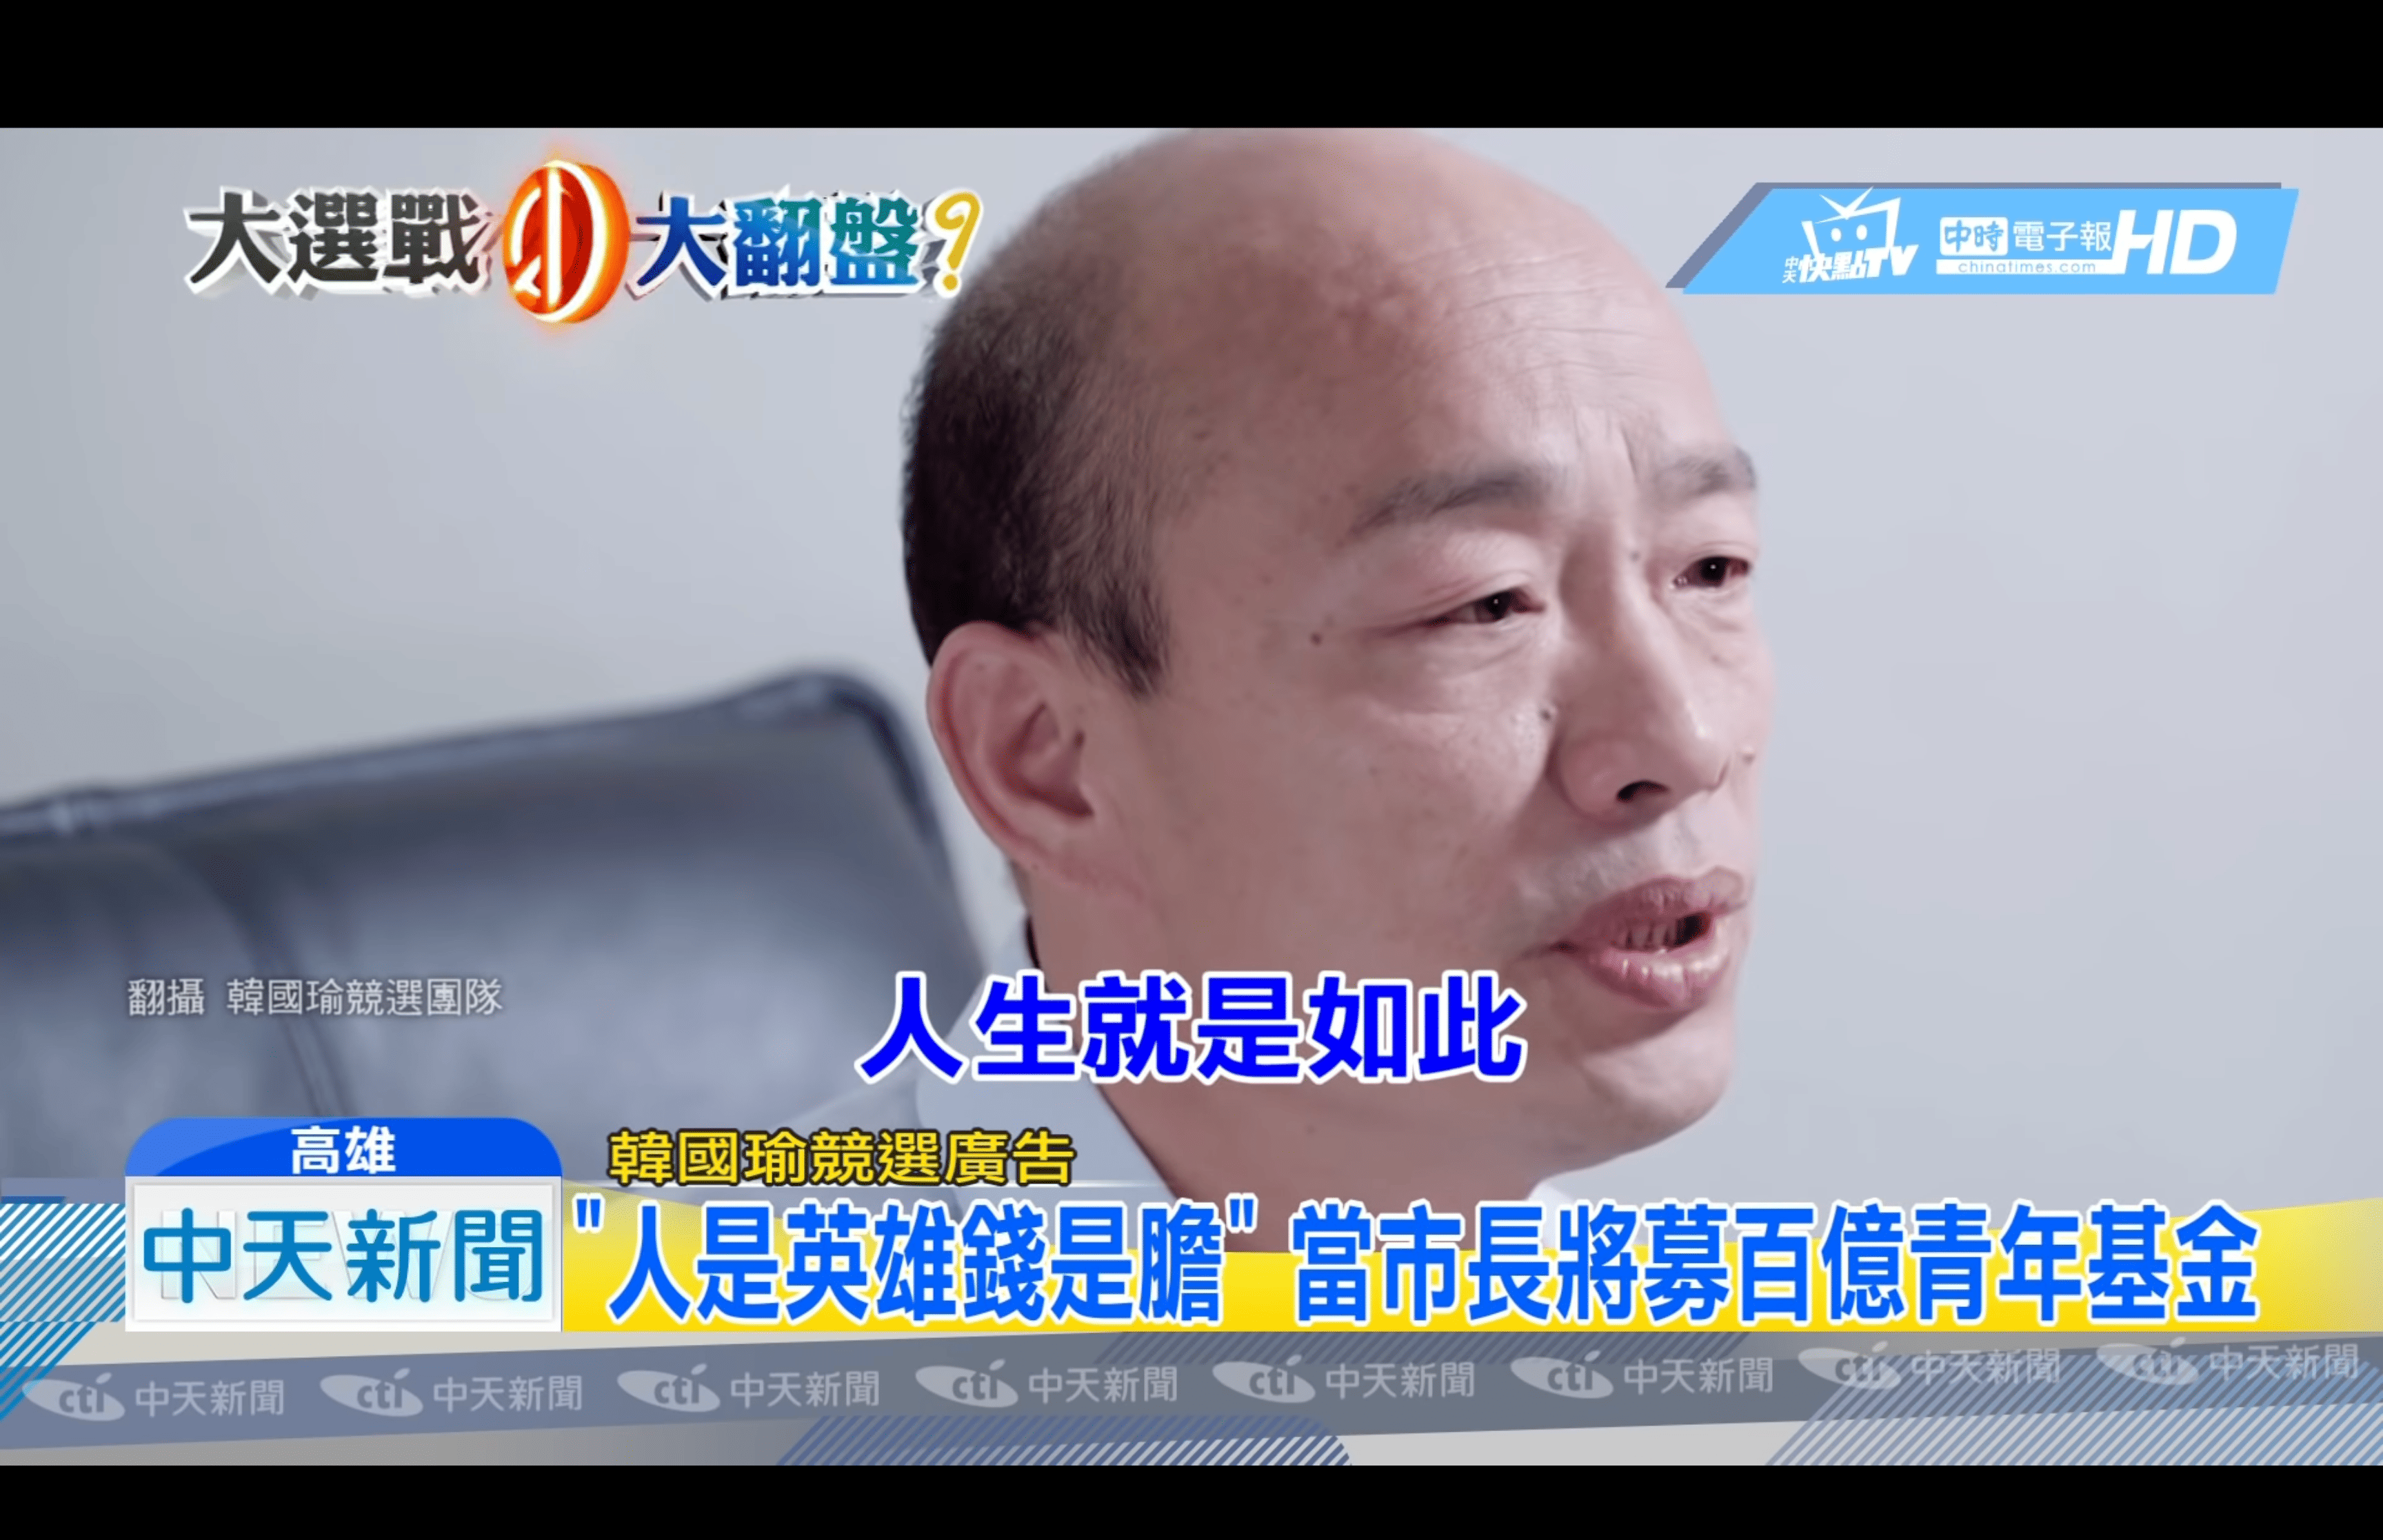 大選戰 大翻盤?
中天快點TV 中時電子報HD
chinatimes.com
翻攝 韓國瑜競選團隊
人生就是如此
高雄
韓國瑜競選廣告
中天新聞
"人是英雄錢是膽" 當市長將募百億青年基金
cti 中天新聞 cti 中天新聞 cti 中天新聞 cti 中天新聞 cti 中天新聞 cti 中天新聞 cti 中天新聞 cti 中天新聞